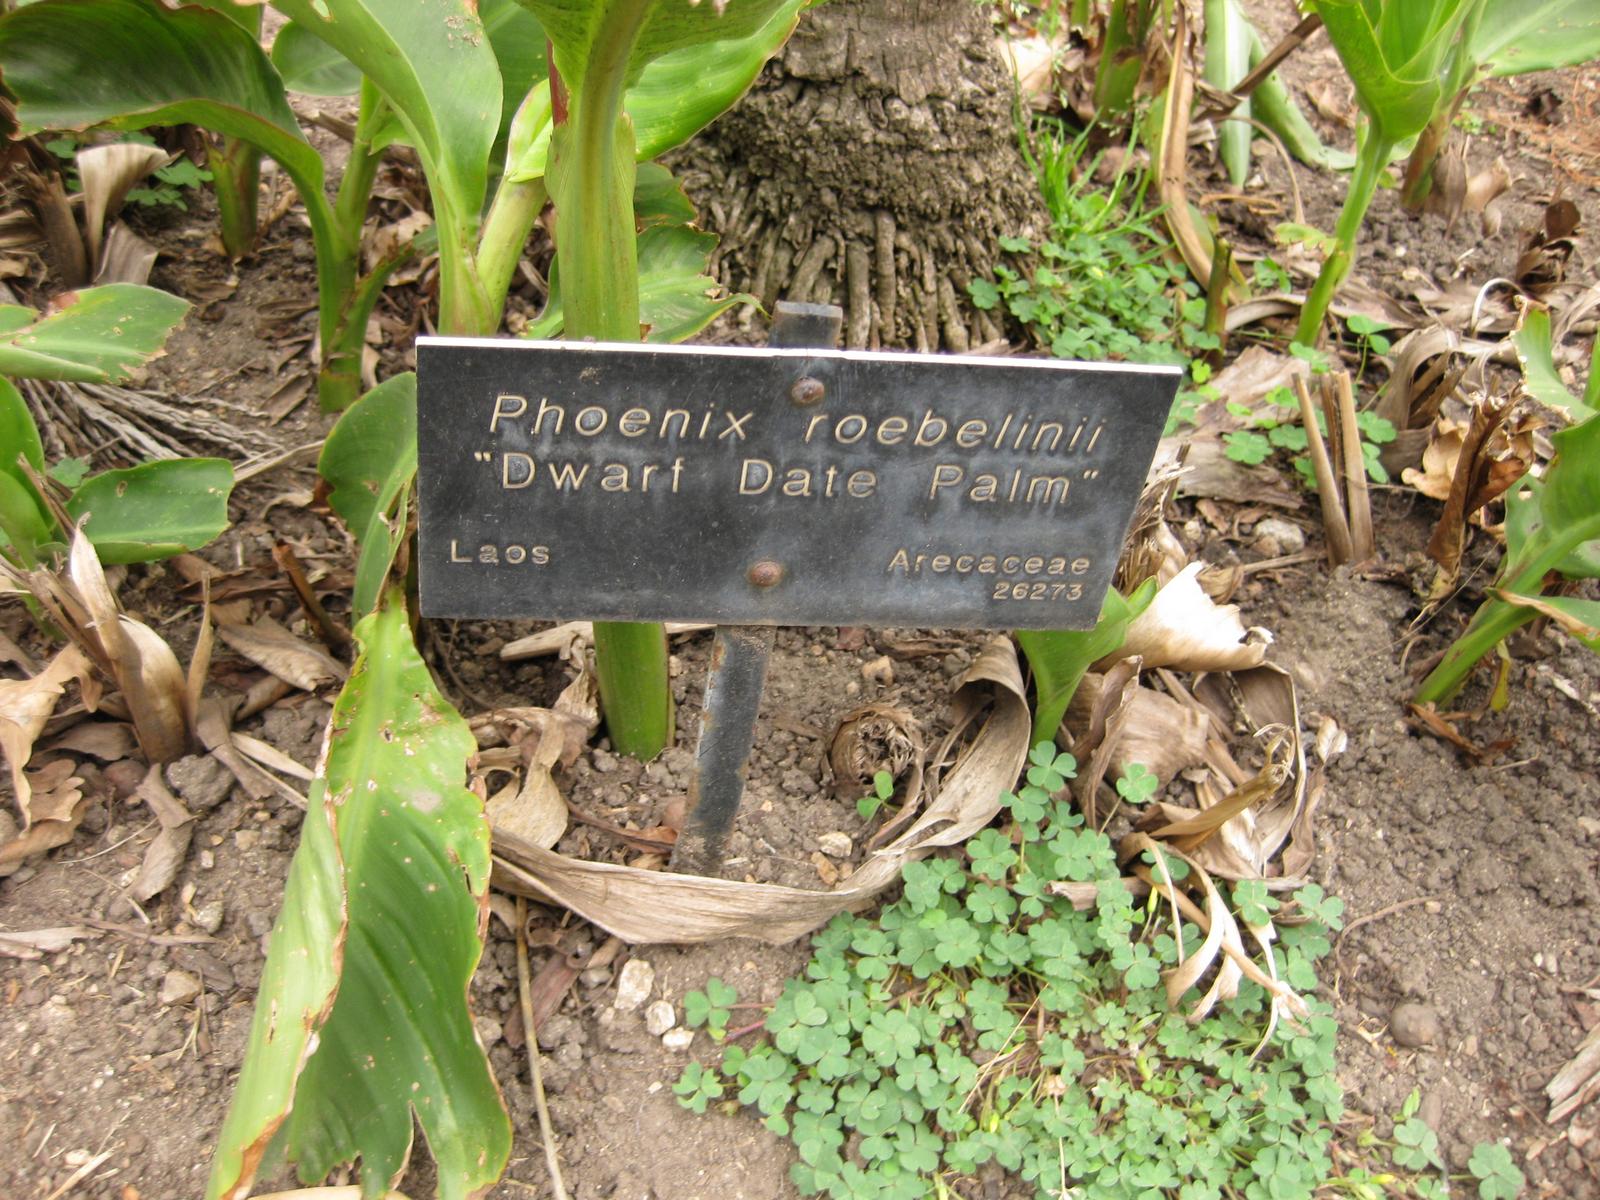 Phoenix roebelinii
"Dwarf Date Palm"
Laos Arecaceae
26273